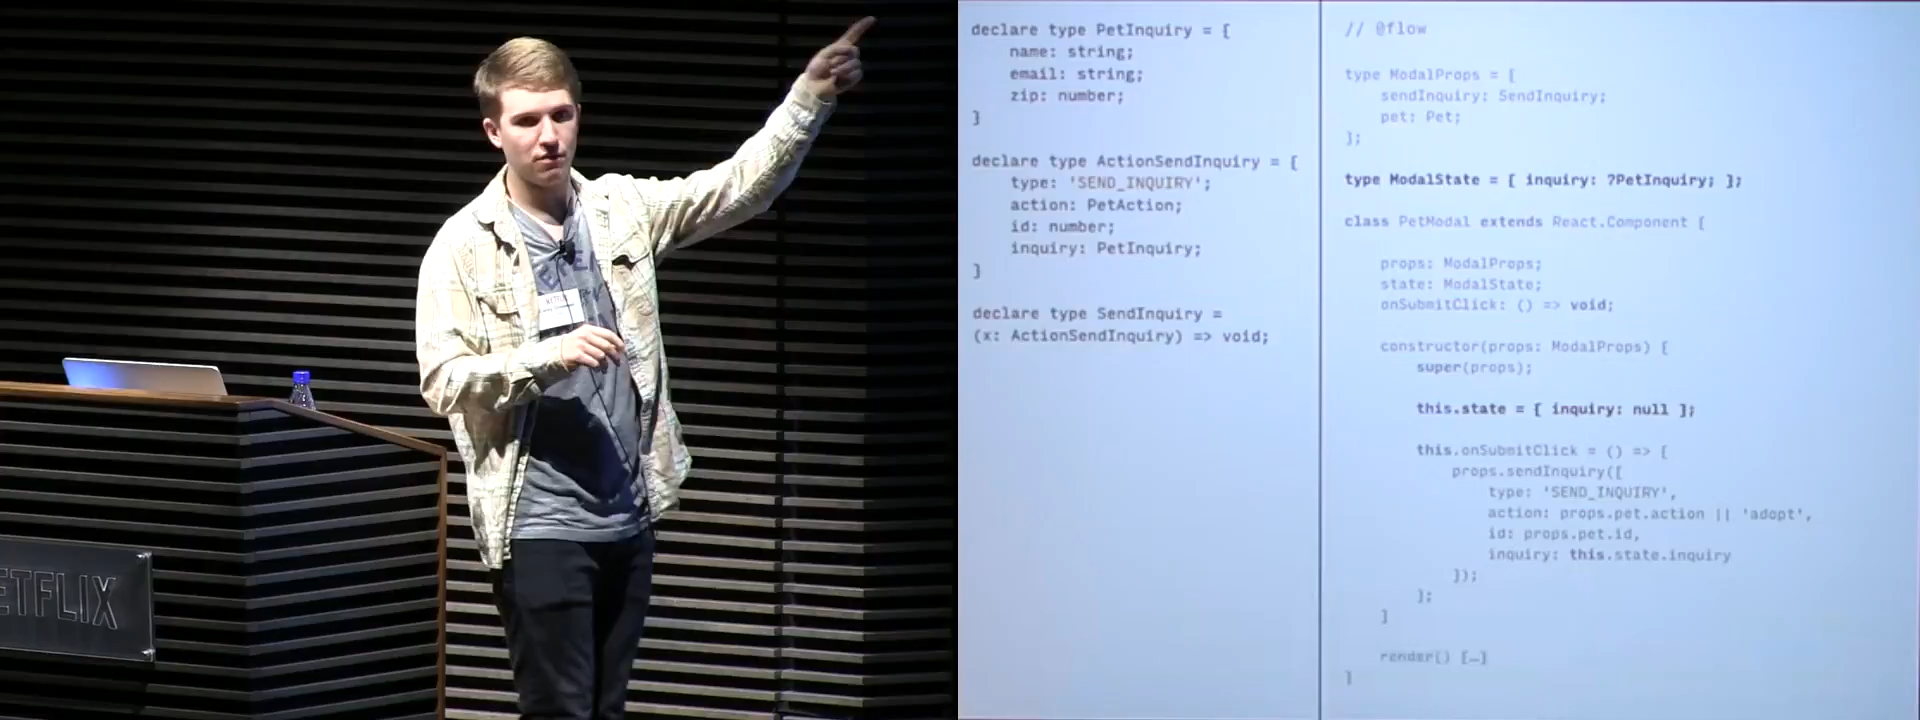 ETFLIX
declare type PetInquiry = {
name: string;
email: string;
zip: number;
}
declare type ActionSendInquiry = {
type: 'SEND_INQUIRY';
action: PetAction;
id: number;
inquiry: PetInquiry;
}
declare type SendInquiry =
(x: ActionSendInquiry) => void;
// @flow
type ModalProps = {
sendInquiry: SendInquiry;
pet: Pet;
};
type ModalState = { inquiry: ?PetInquiry; };
class PetModal extends React.Component {
props: ModalProps;
state: ModalState;
onSubmitClick: () => void;
constructor(props: ModalProps) {
super(props);
this.state = { inquiry: null };
this.onSubmitClick = () => {
props.sendInquiry({
type: 'SEND_INQUIRY',
action: props.pet.action || 'adopt',
id: props.pet.id,
inquiry: this.state.inquiry
});
};
}
render() {…}
}